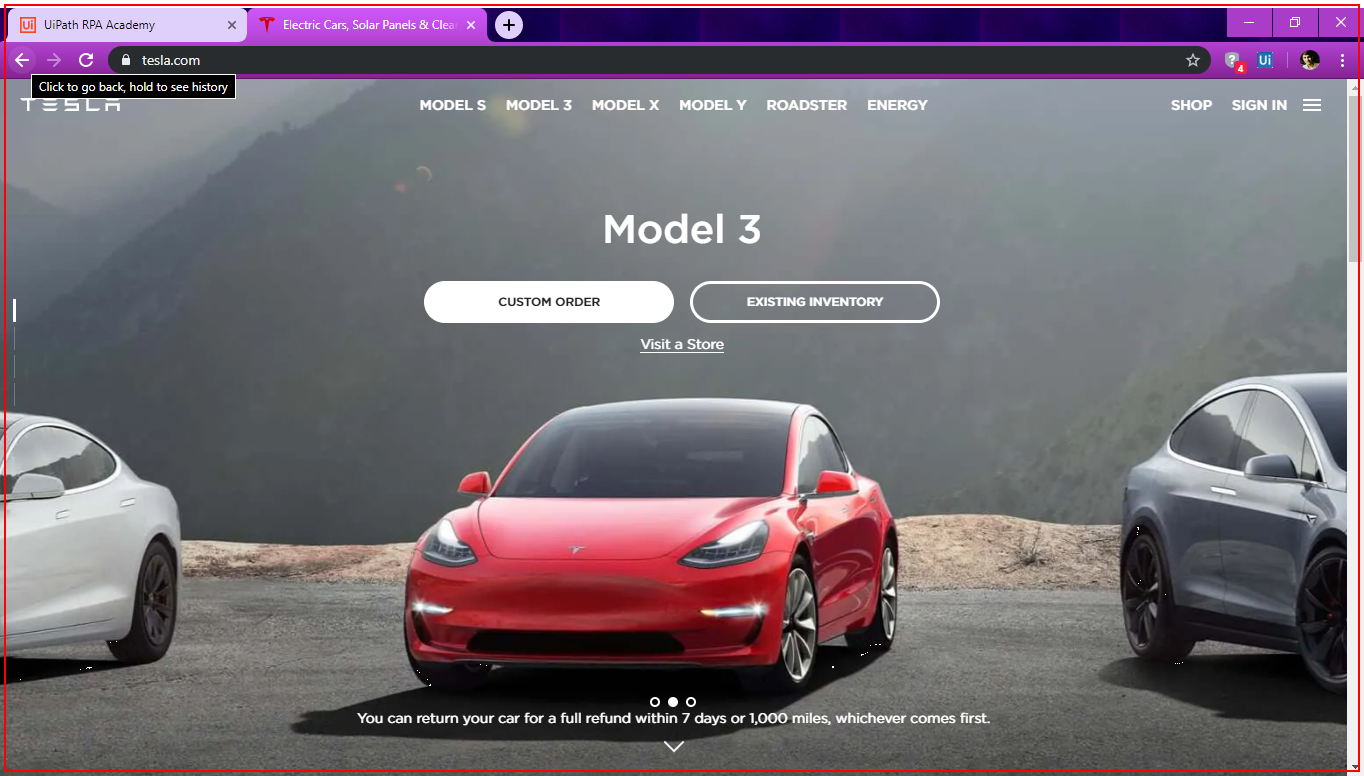 UiPath RPA Academy
Electric Cars, Solar Panels & Clea
tesla.com
4
Ui
Click to go back, hold to see history
TESLA
MODEL S MODEL 3 MODEL X MODEL Y ROADSTER ENERGY
SHOP SIGN IN
Model 3
CUSTOM ORDER
EXISTING INVENTORY
Visit a Store
You can return your car for a full refund within 7 days or 1,000 miles, whichever comes first.